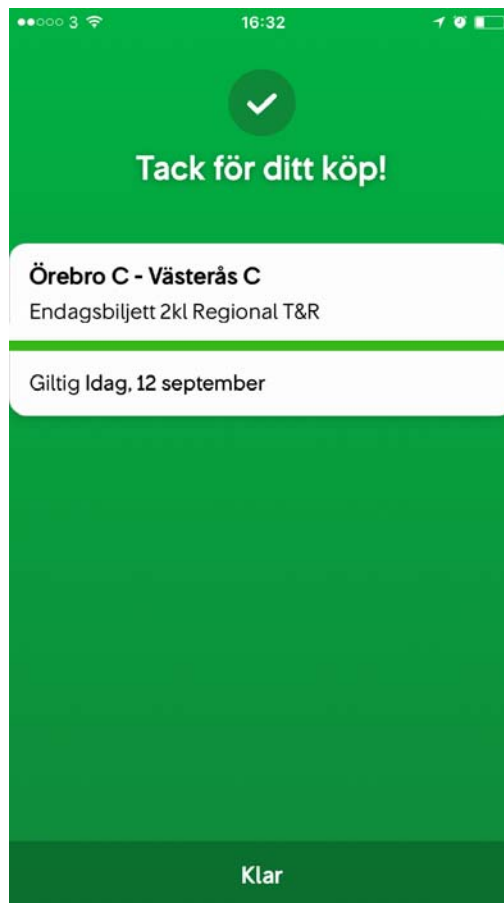 3 16:32
Tack för ditt köp!
Örebro C - Västerås C
Endagsbiljett 2kl Regional T&R
Giltig Idag, 12 september
Klar